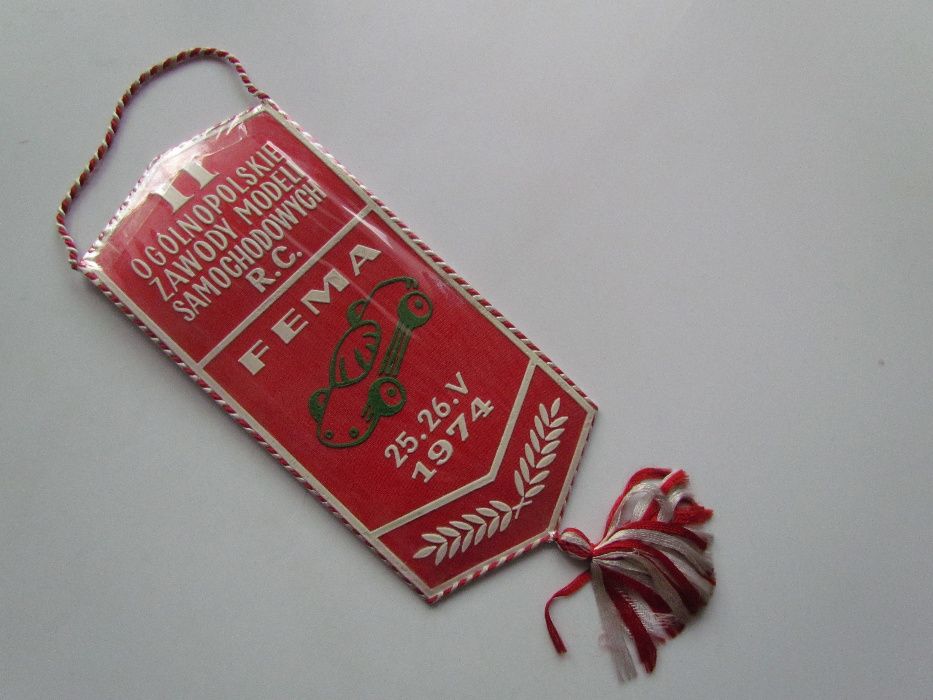 II
OGÓLNOPOLSKIE
ZAWODY MODELI
SAMOCHODOWYCH
R.C.
FEMA
25.26.V
1974